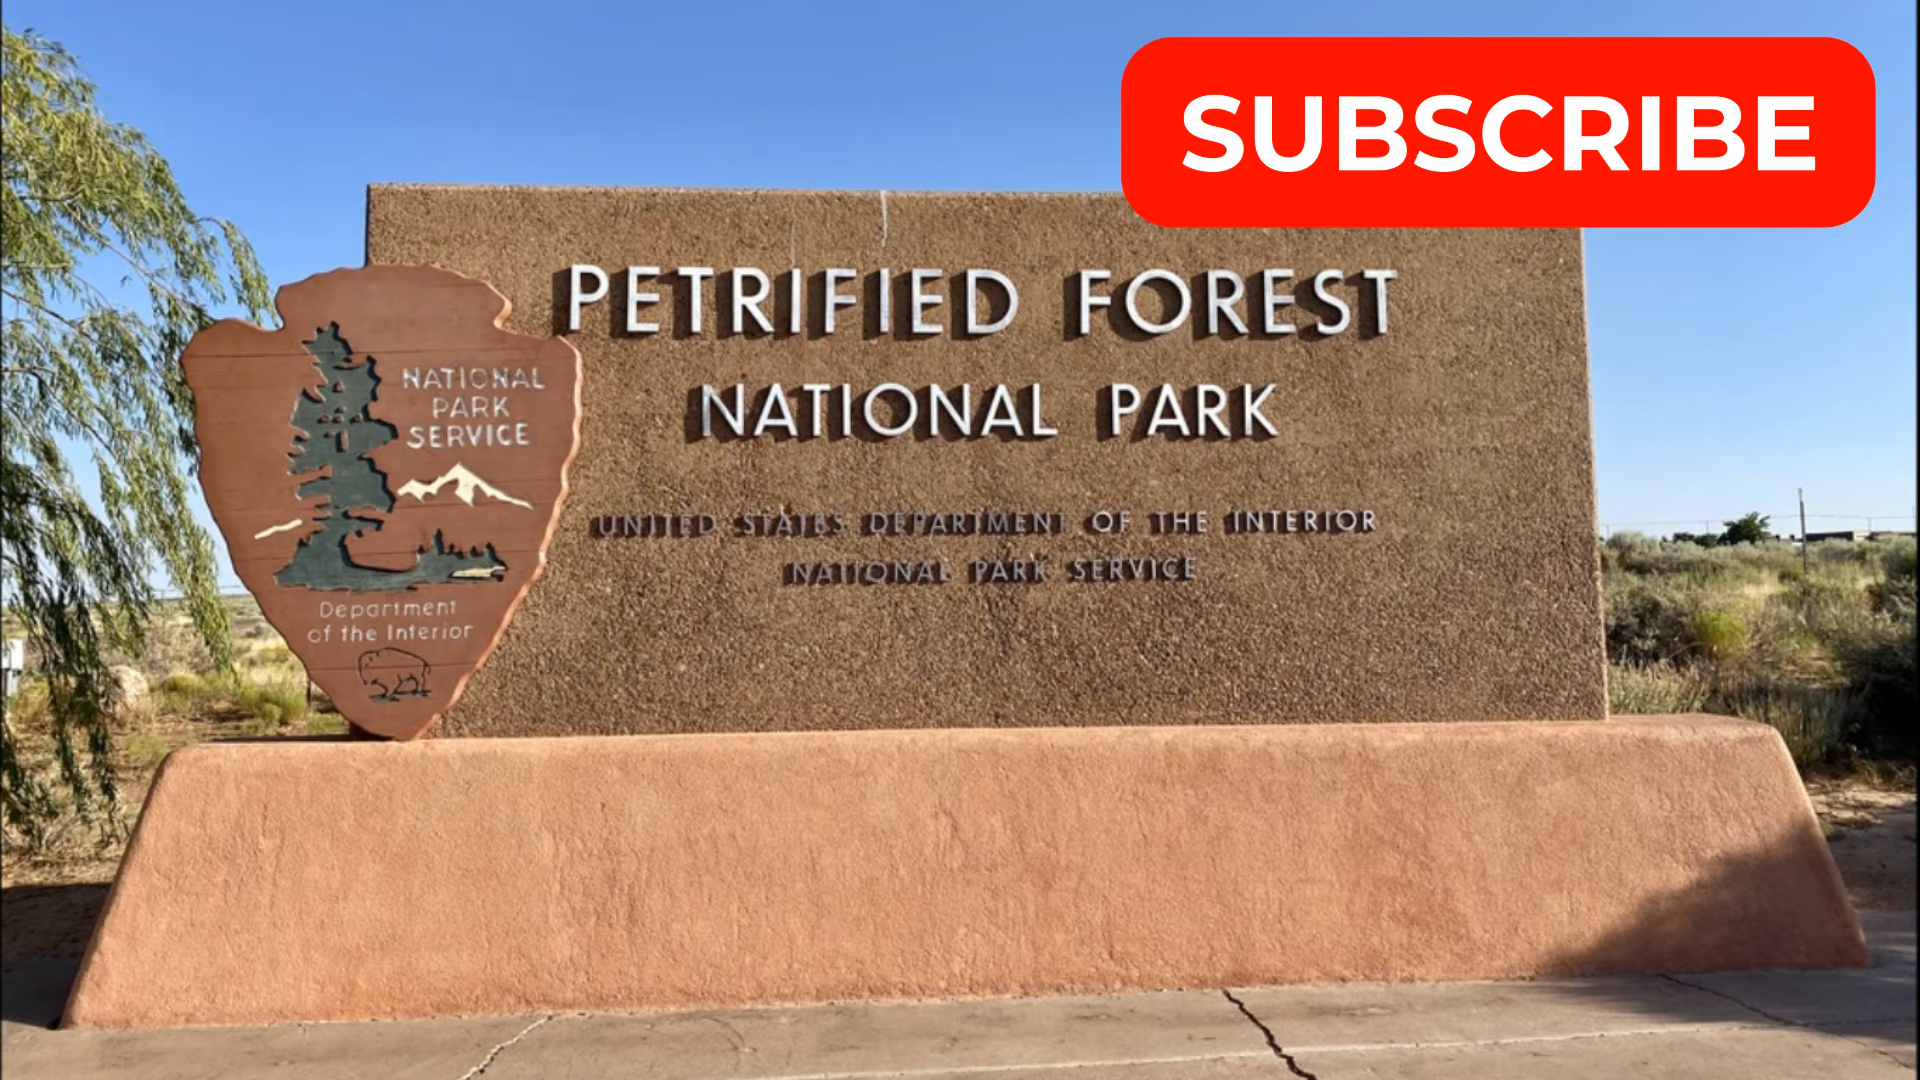 SUBSCRIBE
PETRIFIED FOREST
NATIONAL PARK
UNITED STATES DEPARTMENT OF THE INTERIOR
NATIONAL PARK SERVICE
NATIONAL
PARK
SERVICE
Department
of the Interior